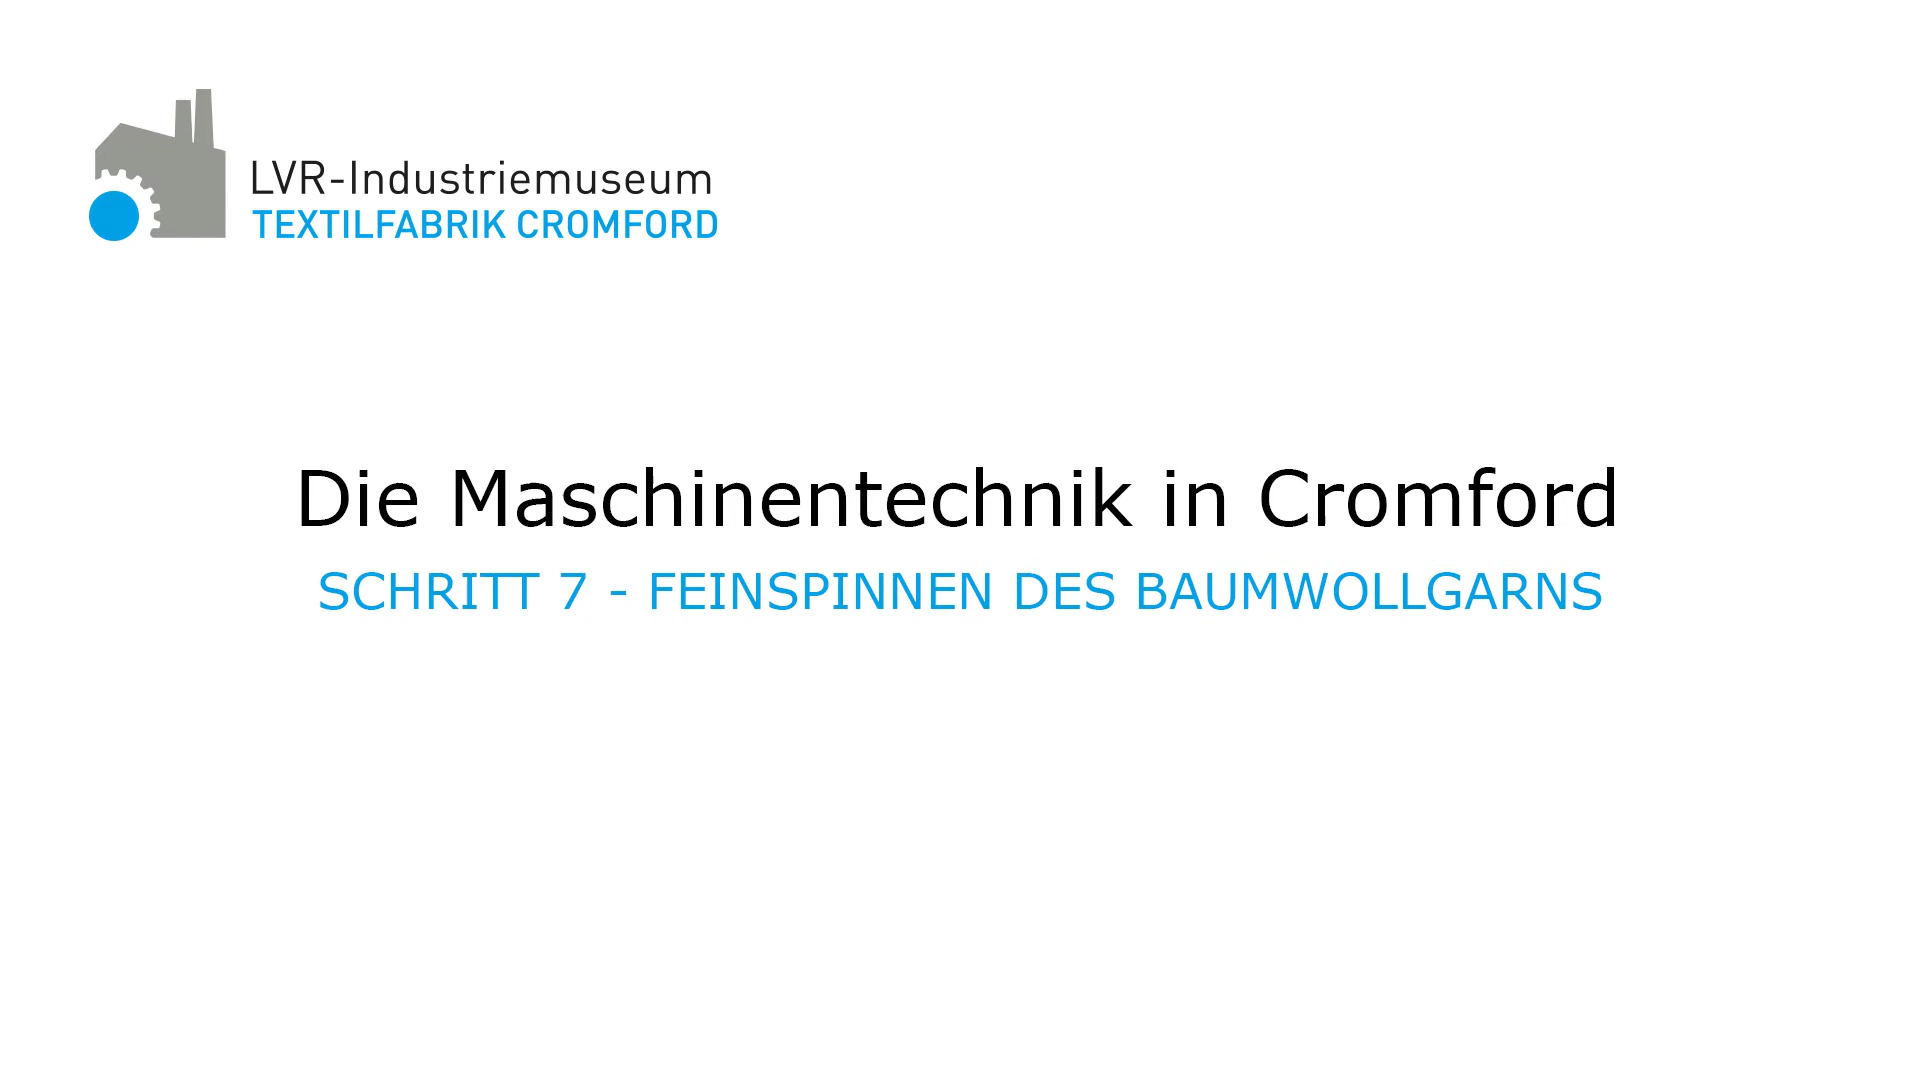 LVR-Industriemuseum
TEXTILFABRIK CROMFORD
Die Maschinentechnik in Cromford
SCHRITT 7 - FEINSPINNEN DES BAUMWOLLGARNS